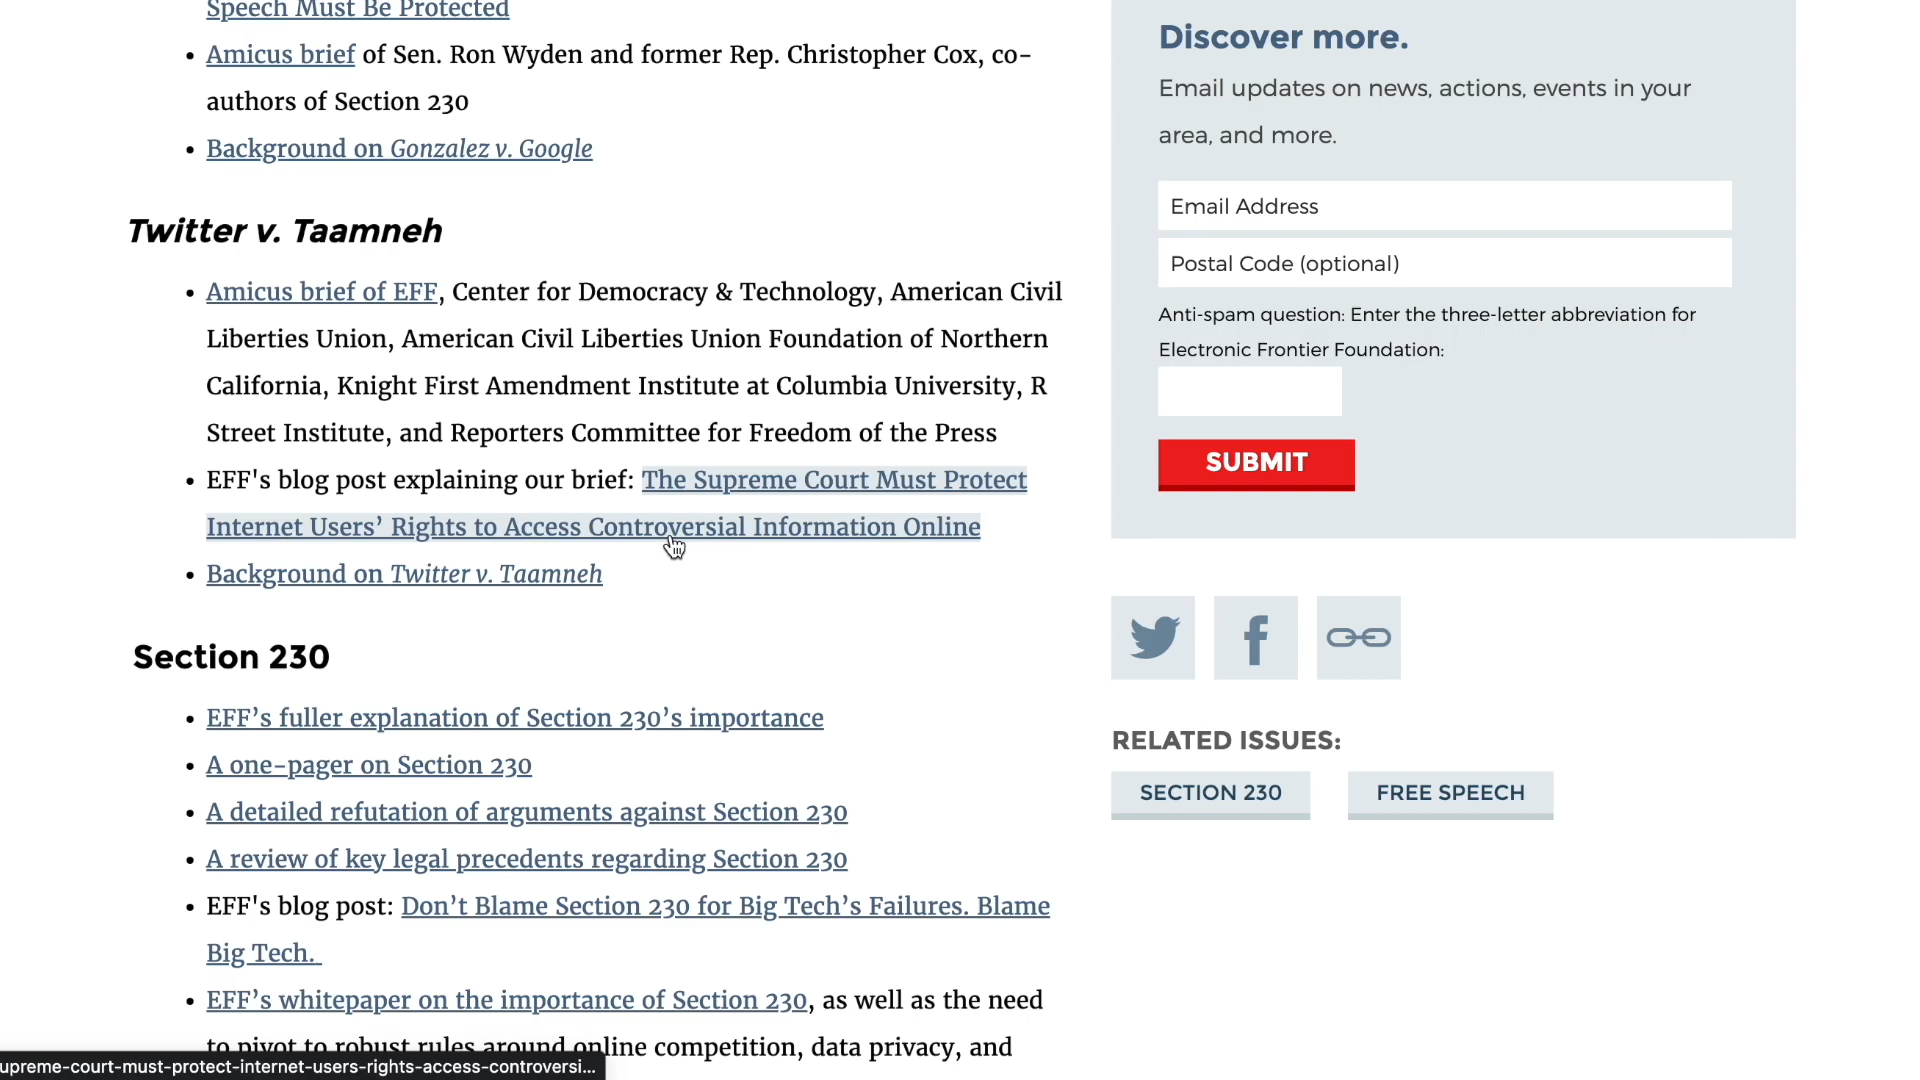 Speech Must Be Protected
• Amicus brief of Sen. Ron Wyden and former Rep. Christopher Cox, co-
authors of Section 230
• Background on Gonzalez v. Google
Twitter v. Taamneh
• Amicus brief of EFF, Center for Democracy & Technology, American Civil
Liberties Union, American Civil Liberties Union Foundation of Northern
California, Knight First Amendment Institute at Columbia University, R
Street Institute, and Reporters Committee for Freedom of the Press
• EFF's blog post explaining our brief: The Supreme Court Must Protect
Internet Users’ Rights to Access Controversial Information Online
• Background on Twitter v. Taamneh
Section 230
• EFF’s fuller explanation of Section 230’s importance
• A one-pager on Section 230
• A detailed refutation of arguments against Section 230
• A review of key legal precedents regarding Section 230
• EFF's blog post: Don’t Blame Section 230 for Big Tech’s Failures. Blame
Big Tech.
• EFF’s whitepaper on the importance of Section 230, as well as the need
to pivot to robust rules around online competition, data privacy, and
upreme-court-must-protect-internet-users-rights-access-controversi...
Discover more.
Email updates on news, actions, events in your
area, and more.
Email Address
Postal Code (optional)
Anti-spam question: Enter the three-letter abbreviation for
Electronic Frontier Foundation:
SUBMIT
RELATED ISSUES:
SECTION 230
FREE SPEECH